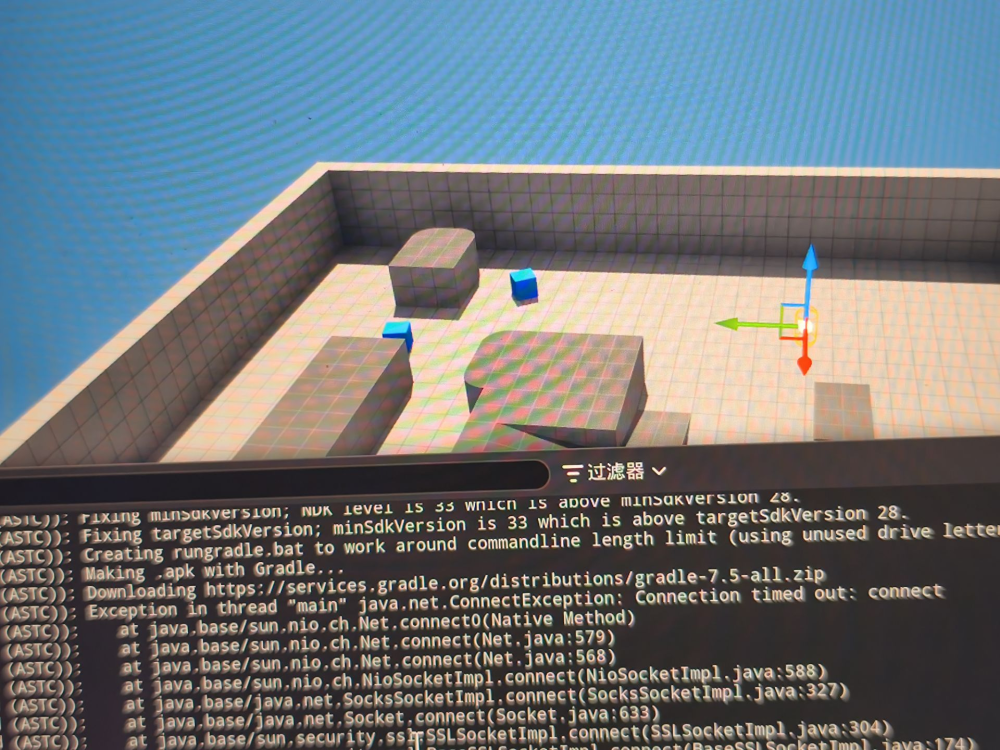 过滤器
(ASTC)): Fixing minSdkVersion; NDK level is 33 which is above minSdkVersion 28.
(ASTC)): Fixing targetSdkVersion; minSdkVersion is 33 which is above targetSdkVersion 28.
(ASTC)): Creating rungradle.bat to work around commandline length limit (using unused drive letter
(ASTC)): Making .apk with Gradle...
(ASTC)): Downloading https://services.gradle.org/distributions/gradle-7.5-all.zip
(ASTC)): Exception in thread "main" java.net.ConnectException: Connection timed out: connect
(ASTC)): at java.base/sun.nio.ch.Net.connect0(Native Method)
(ASTC)): at java.base/sun.nio.ch.Net.connect(Net.java:579)
(ASTC)): at java.base/sun.nio.ch.Net.connect(Net.java:568)
(ASTC)): at java.base/sun.nio.ch.NioSocketImpl.connect(NioSocketImpl.java:588)
(ASTC)): at java.base/java.net.SocksSocketImpl.connect(SocksSocketImpl.java:327)
(ASTC)): at java.base/java.net.Socket.connect(Socket.java:633)
(ASTC)): at java.base/sun.security.ssl.SSLSocketImpl.connect(SSLSocketImpl.java:304)